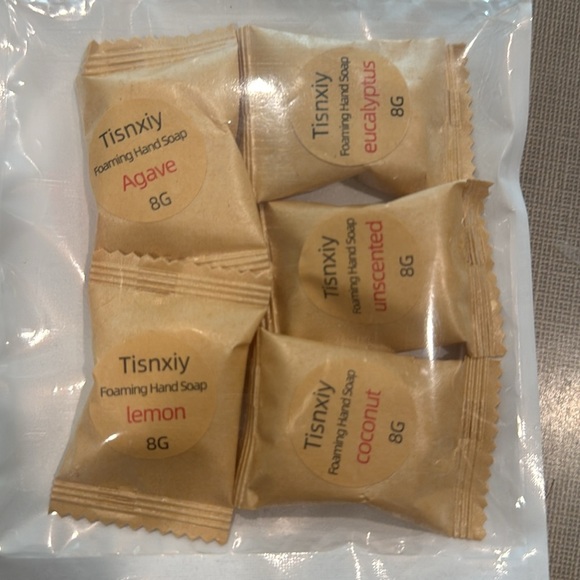 Tisnxiy
Foaming Hand Soap
Agave
8G
Tisnxiy
Foaming Hand Soap
eucalyptus
8G
Tisnxiy
Foaming Hand Soap
unscented
8G
Tisnxiy
Foaming Hand Soap
lemon
8G
Tisnxiy
Foaming Hand Soap
coconut
8G